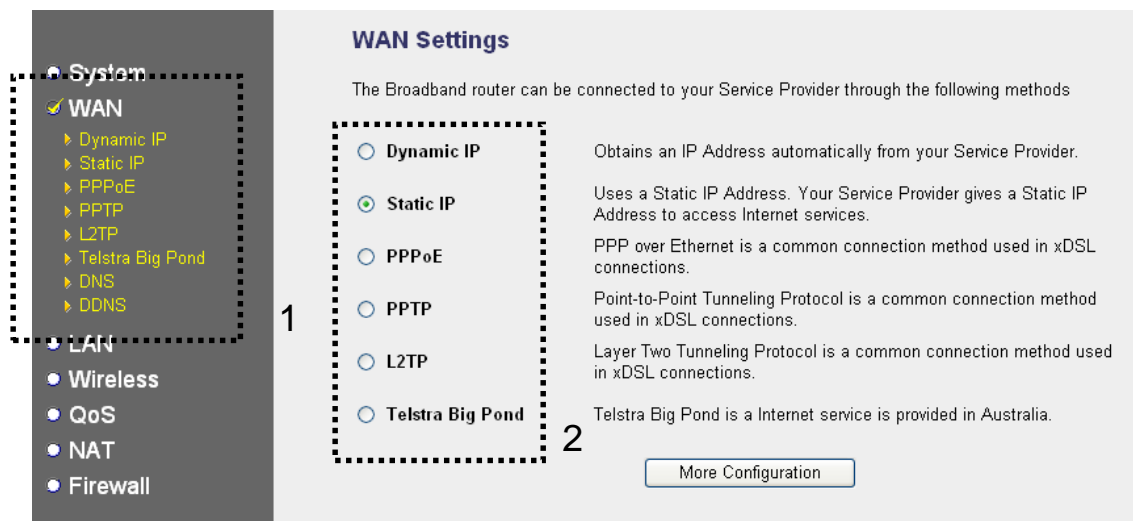 System
WAN
Dynamic IP
Static IP
PPPoE
PPTP
L2TP
Telstra Big Pond
DNS
DDNS
LAN
Wireless
QoS
NAT
Firewall
1
WAN Settings
The Broadband router can be connected to your Service Provider through the following methods
Dynamic IP Obtains an IP Address automatically from your Service Provider.
Static IP Uses a Static IP Address. Your Service Provider gives a Static IP
Address to access Internet services.
PPPoE PPP over Ethernet is a common connection method used in xDSL
connections.
PPTP Point-to-Point Tunneling Protocol is a common connection method
used in xDSL connections.
L2TP Layer Two Tunneling Protocol is a common connection method used
in xDSL connections.
Telstra Big Pond Telstra Big Pond is a Internet service is provided in Australia.
2
More Configuration